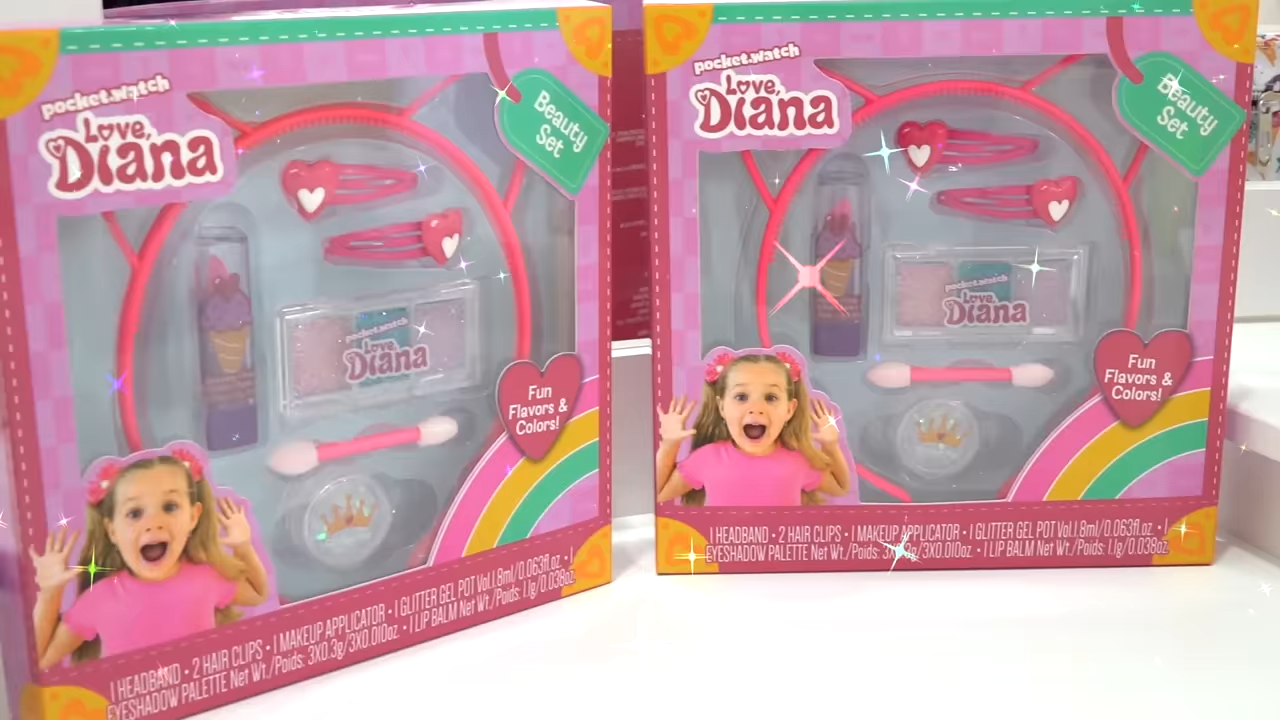 pocket.watch
Love,
Diana
Beauty
Set
pocket.watch
Love,
Diana
Fun
Flavors &
Colors!
1 HEADBAND • 2 HAIR CLIPS • 1 MAKEUP APPLICATOR • 1 GLITTER GEL POT Vol.1.8ml/0.063fl.oz. • 1
EYESHADOW PALETTE Net Wt./Poids: 3X0.3g/3X0.010oz. • 1 LIP BALM Net Wt./Poids: 1.1g/0.038oz.
pocket.watch
Love,
Diana
Beauty
Set
pocket.watch
Love,
Diana
Fun
Flavors &
Colors!
1 HEADBAND • 2 HAIR CLIPS • 1 MAKEUP APPLICATOR • 1 GLITTER GEL POT Vol.1.8ml/0.063fl.oz. • 1
EYESHADOW PALETTE Net Wt./Poids: 3X0.3g/3X0.010oz. • 1 LIP BALM Net Wt./Poids: 1.1g/0.038oz.